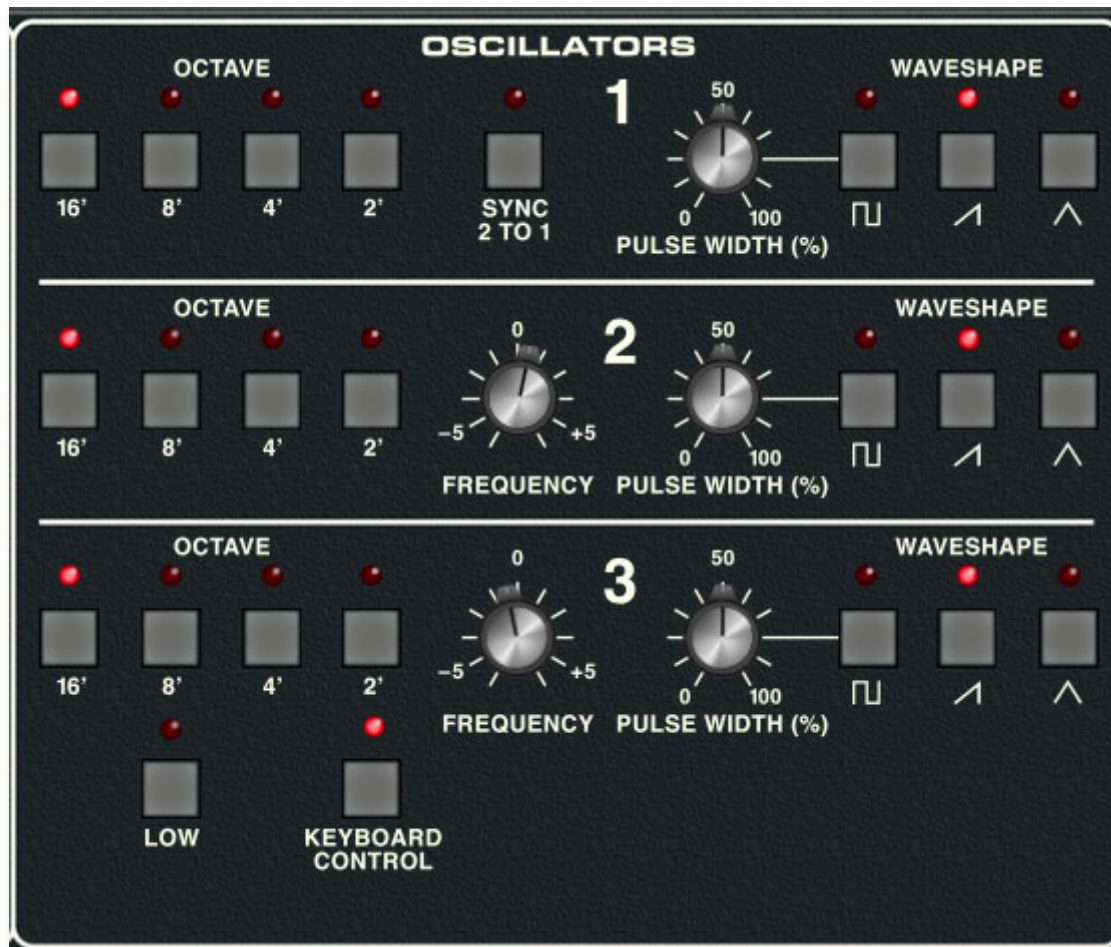 OSCILLATORS
OCTAVE
WAVESHAPE
1
50
16’ 8’ 4’ 2’
SYNC
2 TO 1
0 100
PULSE WIDTH (%)
OCTAVE
WAVESHAPE
0
2
50
–5 +5
16’ 8’ 4’ 2’
0 100
FREQUENCY PULSE WIDTH (%)
OCTAVE
WAVESHAPE
0
3
50
–5 +5
16’ 8’ 4’ 2’
0 100
FREQUENCY PULSE WIDTH (%)
LOW
KEYBOARD
CONTROL